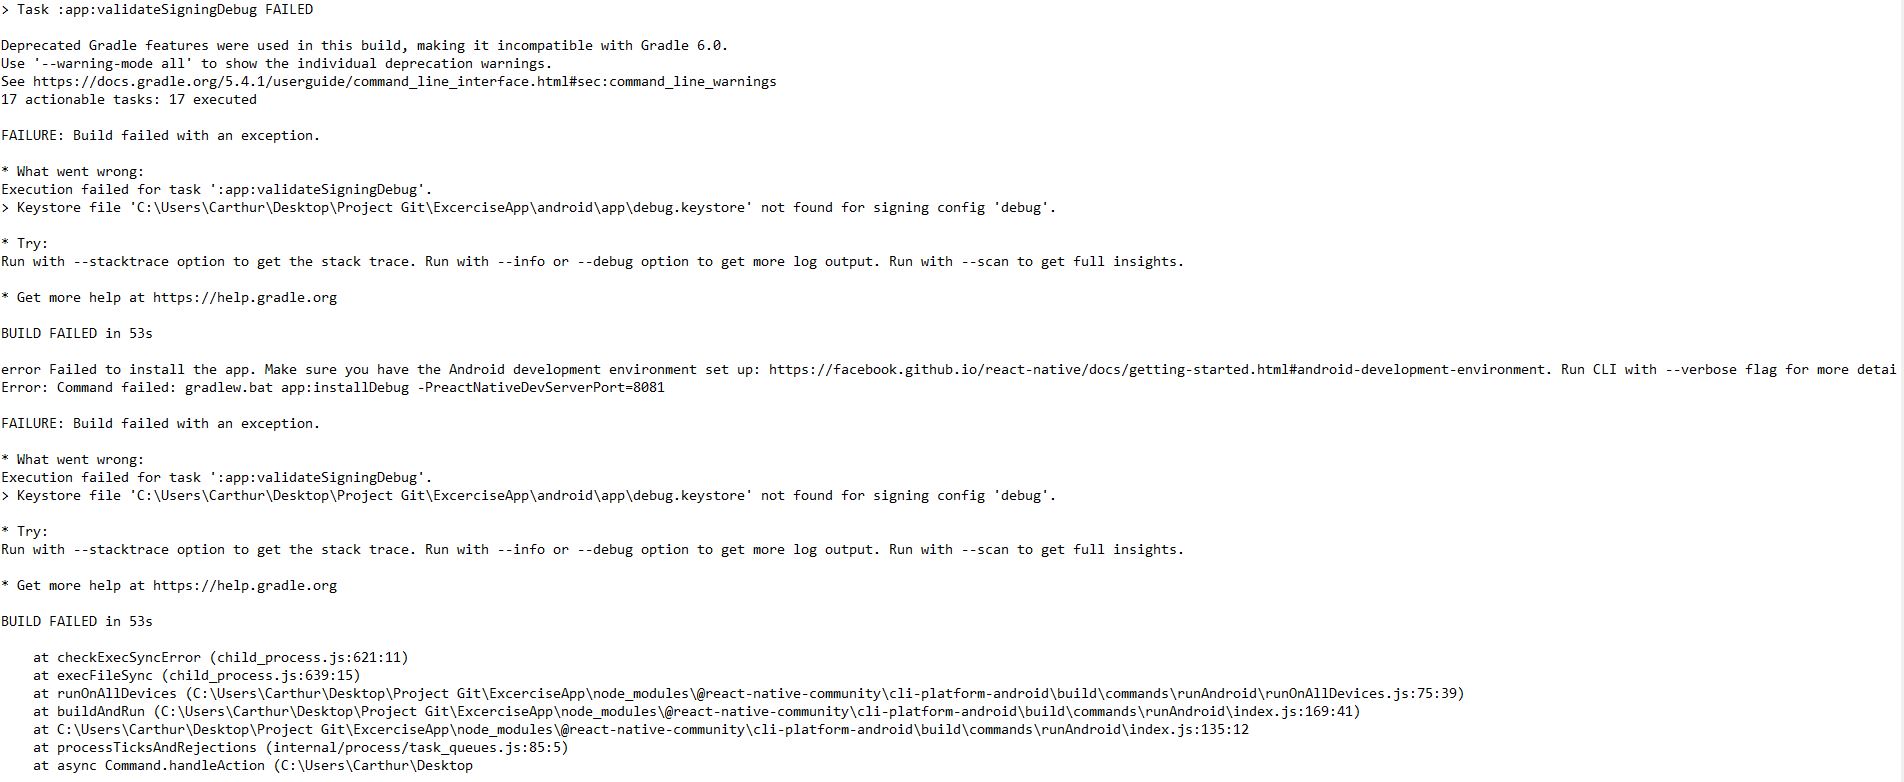 > Task :app:validateSigningDebug FAILED
Deprecated Gradle features were used in this build, making it incompatible with Gradle 6.0.
Use '--warning-mode all' to show the individual deprecation warnings.
See https://docs.gradle.org/5.4.1/userguide/command_line_interface.html#sec:command_line_warnings
17 actionable tasks: 17 executed
FAILURE: Build failed with an exception.
* What went wrong:
Execution failed for task ':app:validateSigningDebug'.
> Keystore file 'C:\Users\Carthur\Desktop\Project Git\ExcerciseApp\android\app\debug.keystore' not found for signing config 'debug'.
* Try:
Run with --stacktrace option to get the stack trace. Run with --info or --debug option to get more log output. Run with --scan to get full insights.
* Get more help at https://help.gradle.org
BUILD FAILED in 53s
error Failed to install the app. Make sure you have the Android development environment set up: https://facebook.github.io/react-native/docs/getting-started.html#android-development-environment. Run CLI with --verbose flag for more detai
Error: Command failed: gradlew.bat app:installDebug -PreactNativeDevServerPort=8081
FAILURE: Build failed with an exception.
* What went wrong:
Execution failed for task ':app:validateSigningDebug'.
> Keystore file 'C:\Users\Carthur\Desktop\Project Git\ExcerciseApp\android\app\debug.keystore' not found for signing config 'debug'.
* Try:
Run with --stacktrace option to get the stack trace. Run with --info or --debug option to get more log output. Run with --scan to get full insights.
* Get more help at https://help.gradle.org
BUILD FAILED in 53s
at checkExecSyncError (child_process.js:621:11)
at execFileSync (child_process.js:639:15)
at runOnAllDevices (C:\Users\Carthur\Desktop\Project Git\ExcerciseApp\node_modules\@react-native-community\cli-platform-android\build\commands\runAndroid\runOnAllDevices.js:75:39)
at buildAndRun (C:\Users\Carthur\Desktop\Project Git\ExcerciseApp\node_modules\@react-native-community\cli-platform-android\build\commands\runAndroid\index.js:169:41)
at C:\Users\Carthur\Desktop\Project Git\ExcerciseApp\node_modules\@react-native-community\cli-platform-android\build\commands\runAndroid\index.js:135:12
at processTicksAndRejections (internal/process/task_queues.js:85:5)
at async Command.handleAction (C:\Users\Carthur\Desktop